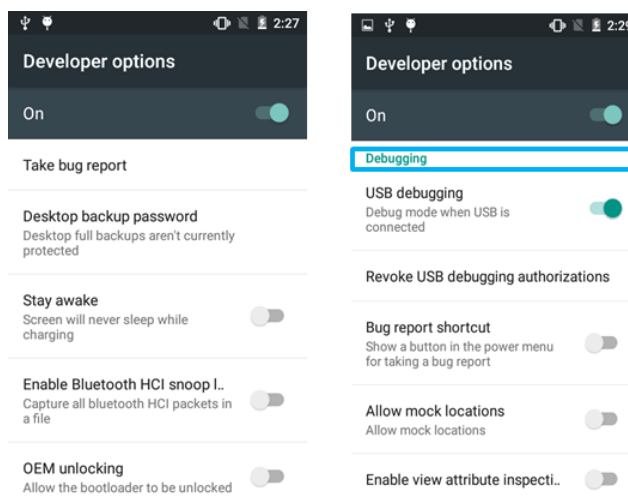 2:27
Developer options
On
Take bug report
Desktop backup password
Desktop full backups aren't currently
protected
Stay awake
Screen will never sleep while
charging
Enable Bluetooth HCI snoop l..
Capture all bluetooth HCI packets in
a file
OEM unlocking
Allow the bootloader to be unlocked
2:29
Developer options
On
Debugging
USB debugging
Debug mode when USB is
connected
Revoke USB debugging authorizations
Bug report shortcut
Show a button in the power menu
for taking a bug report
Allow mock locations
Allow mock locations
Enable view attribute inspecti..